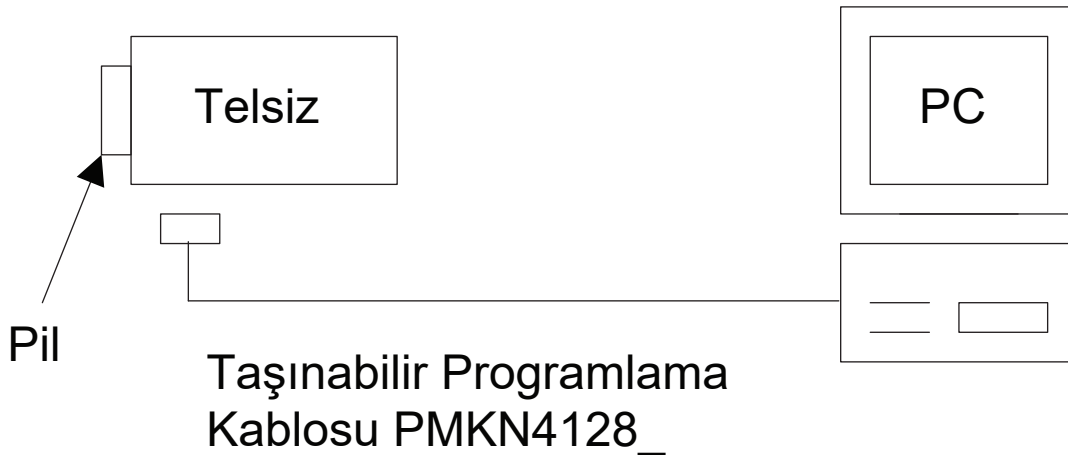 Telsiz
PC
Pil
Taşınabilir Programlama
Kablosu PMKN4128_